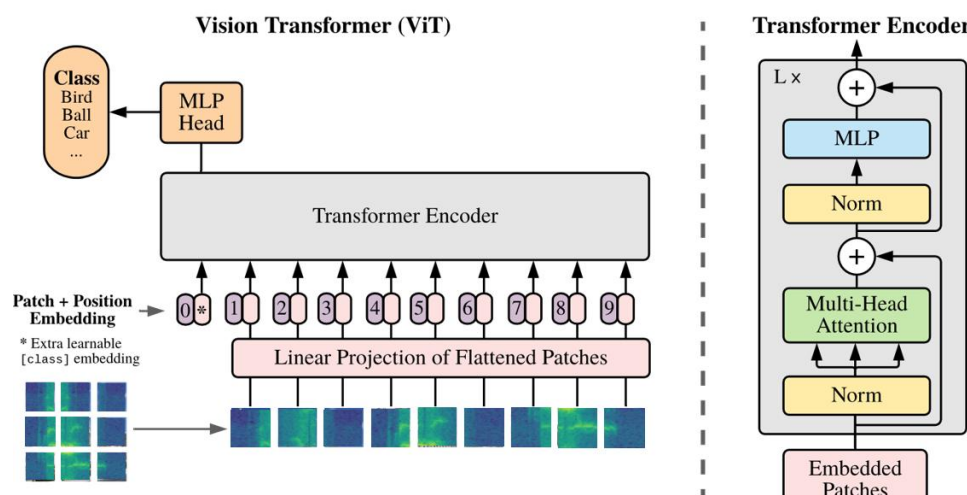 Vision Transformer (ViT)
Class
Bird
Ball
Car
...
MLP
Head
Transformer Encoder
Patch + Position
Embedding
0 * 1 2 3 4 5 6 7 8 9
* Extra learnable
[class] embedding
Linear Projection of Flattened Patches
Transformer Encoder
L ×
+
MLP
Norm
+
Multi-Head
Attention
Norm
Embedded
Patches